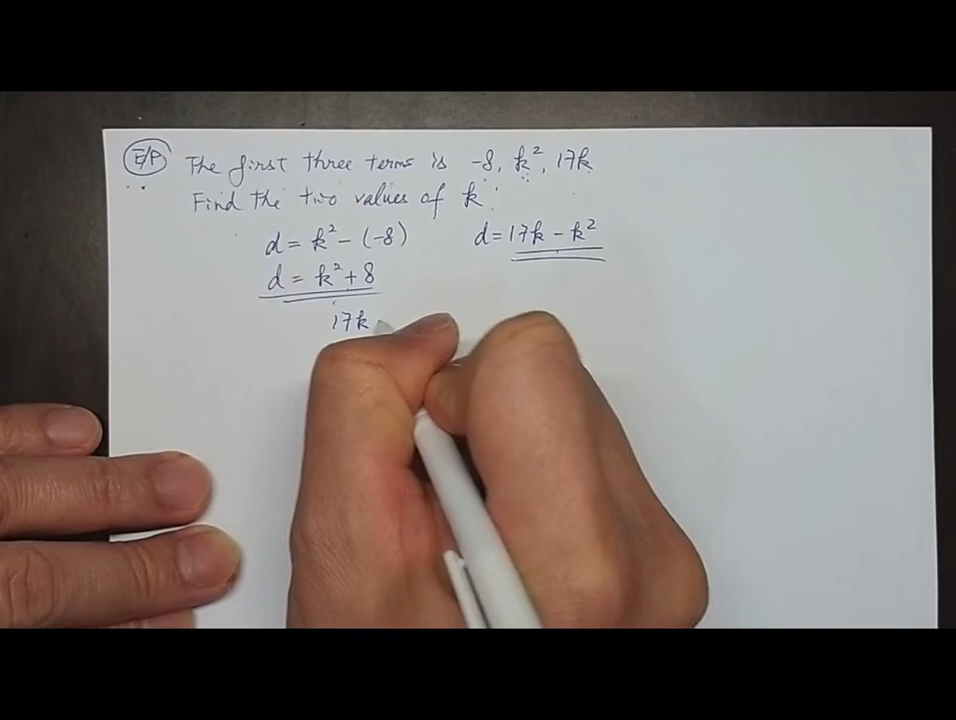 E/P The first three terms is -8, k², 17k
Find the two values of k.
d = k² - (-8) d = 17k - k²
d = k² + 8
17k